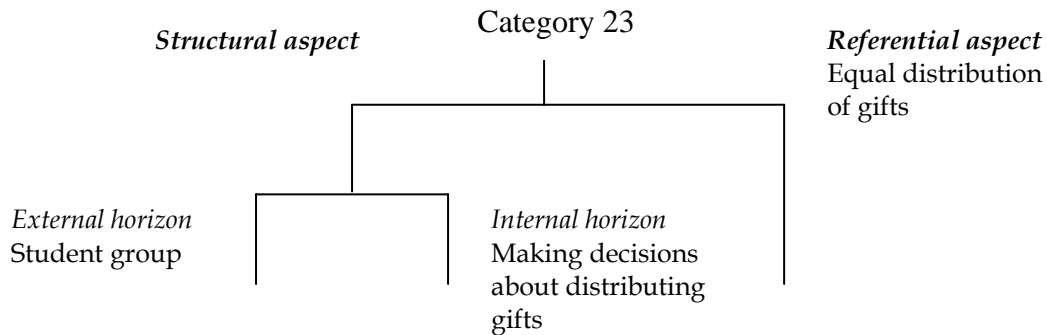 Category 23
Structural aspect
Referential aspect
Equal distribution
of gifts
External horizon
Student group
Internal horizon
Making decisions
about distributing
gifts